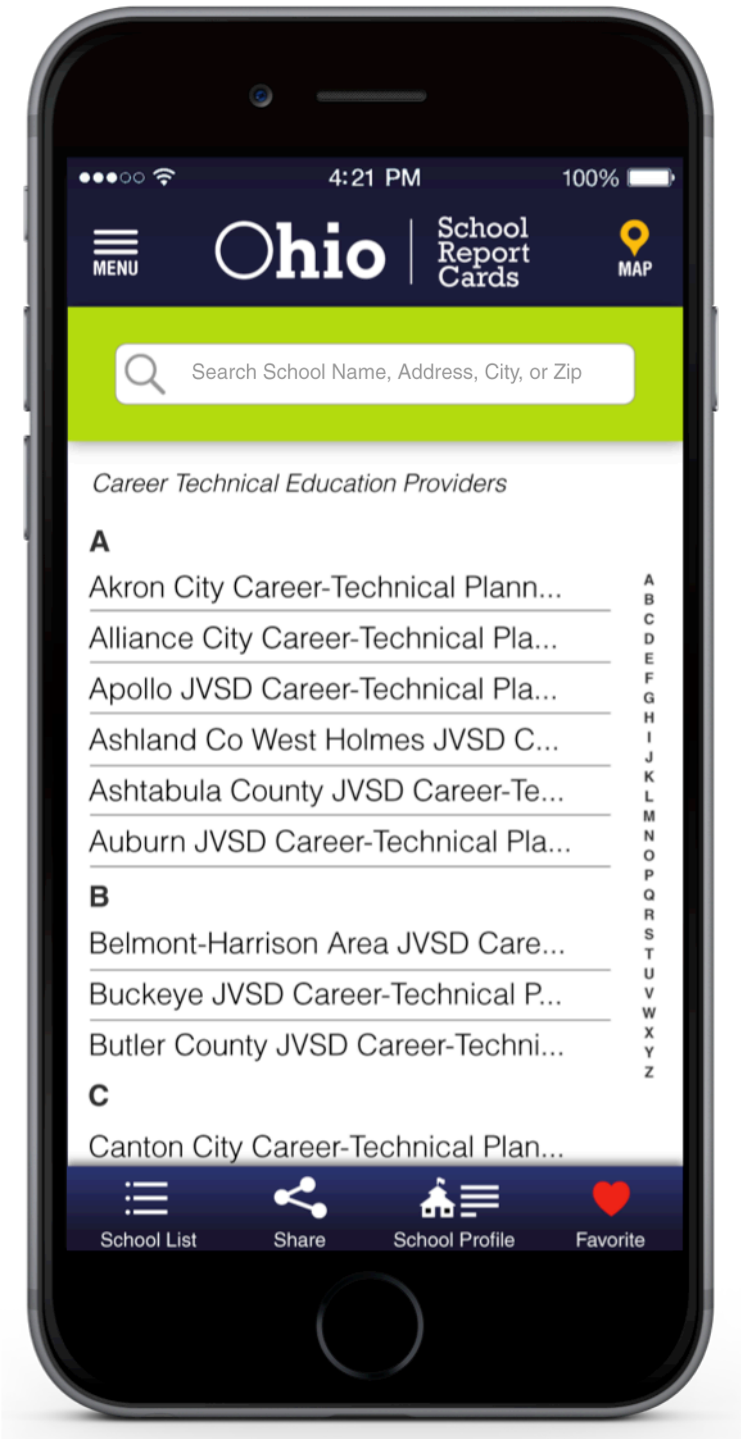 4:21 PM
100%
MENU
Ohio
School
Report
Cards
MAP
Search School Name, Address, City, or Zip
Career Technical Education Providers
A
Akron City Career-Technical Plann...
Alliance City Career-Technical Pla...
Apollo JVSD Career-Technical Pla...
Ashland Co West Holmes JVSD C...
Ashtabula County JVSD Career-Te...
Auburn JVSD Career-Technical Pla...
B
Belmont-Harrison Area JVSD Care...
Buckeye JVSD Career-Technical P...
Butler County JVSD Career-Techni...
C
Canton City Career-Technical Plan...
A
B
C
D
E
F
G
H
I
J
K
L
M
N
O
P
Q
R
S
T
U
V
W
X
Y
Z
School List
Share
School Profile
Favorite